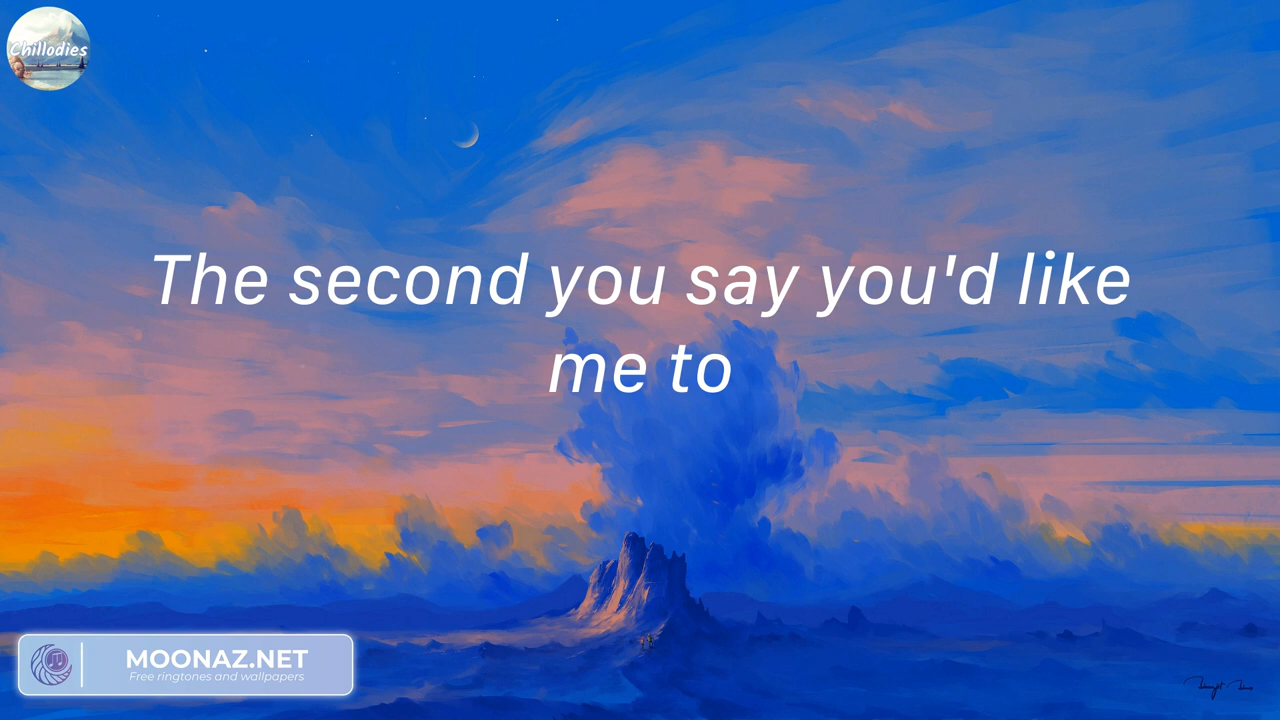 Chillodies
The second you say you'd like
me to
MOONAZ.NET
Free ringtones and wallpapers